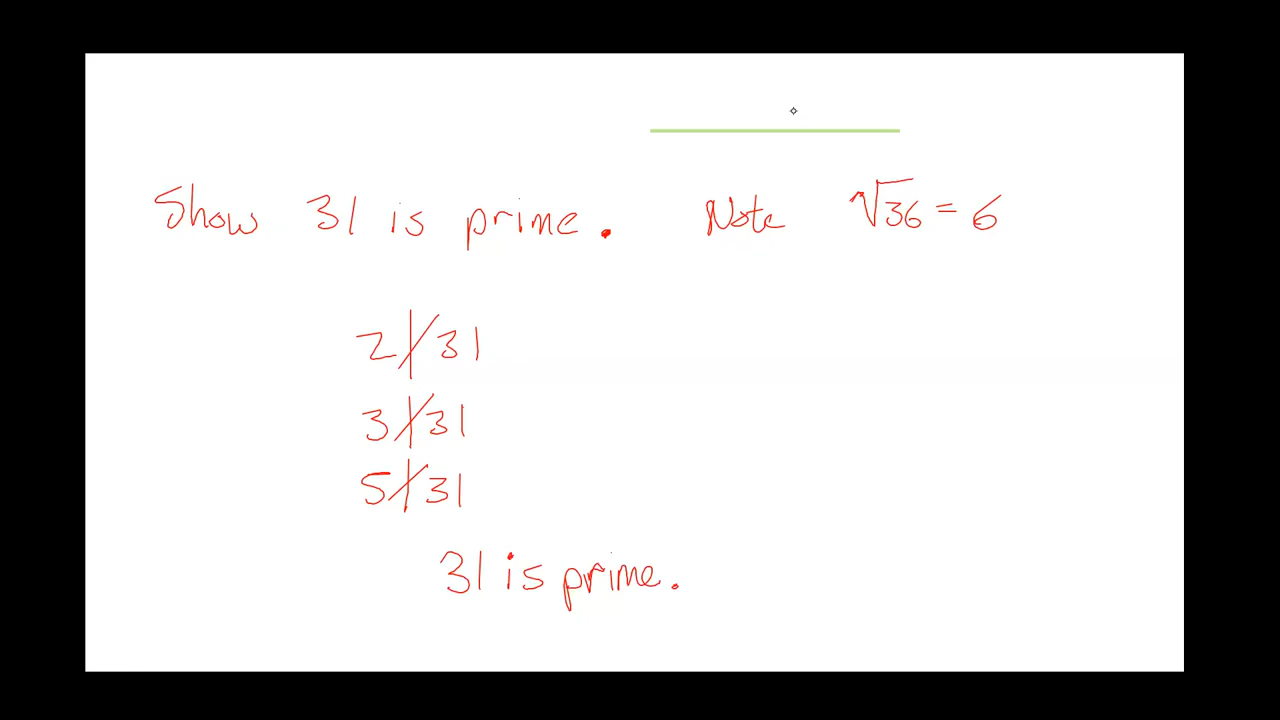 Show 31 is prime. Note √36 = 6
2∤31
3∤31
5∤31
31 is prime.